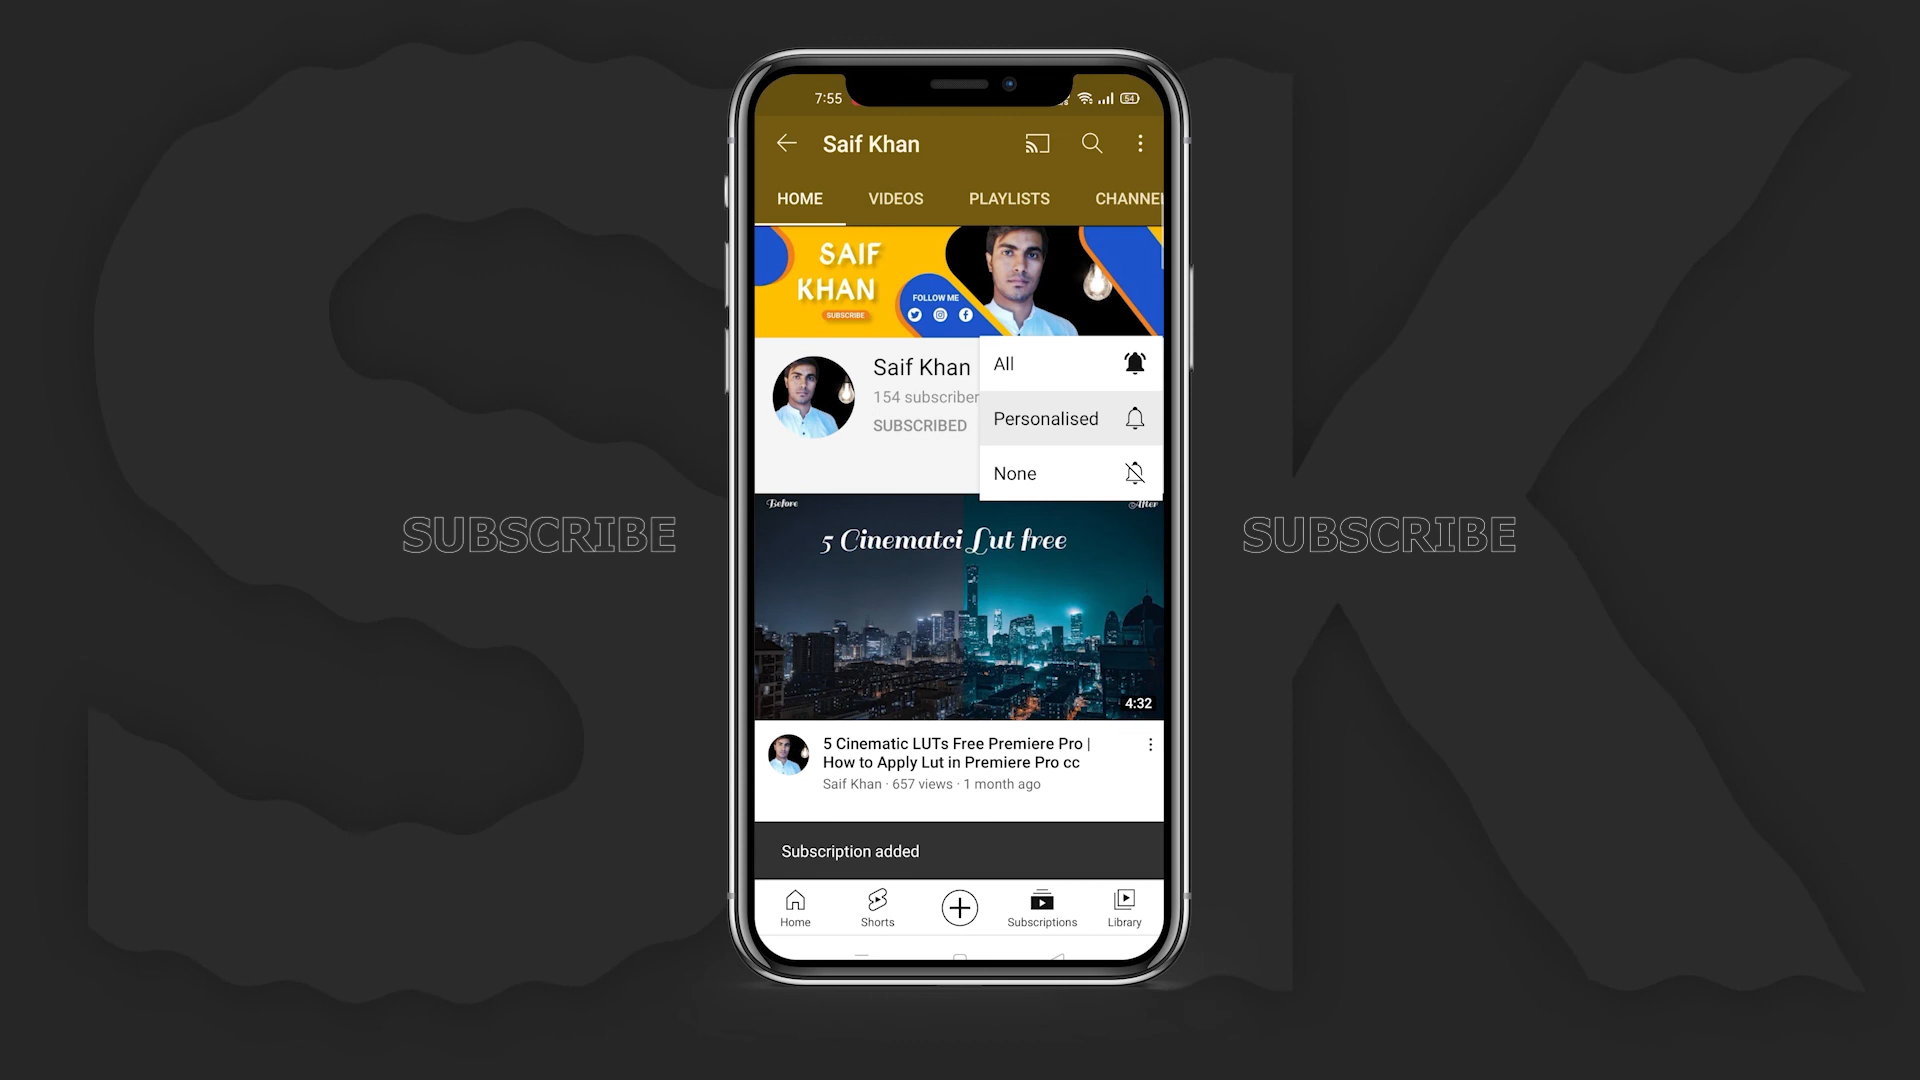 SK
7:55
54
Saif Khan
HOME VIDEOS PLAYLISTS CHANNEL
SAIF
KHAN
SUBSCRIBE
FOLLOW ME
Saif Khan
154 subscriber
SUBSCRIBED
All
Personalised
None
Before
After
5 Cinematci Lut free
SUBSCRIBE
SUBSCRIBE
4:32
5 Cinematic LUTs Free Premiere Pro |
How to Apply Lut in Premiere Pro cc
Saif Khan · 657 views · 1 month ago
Subscription added
Home Shorts Subscriptions Library